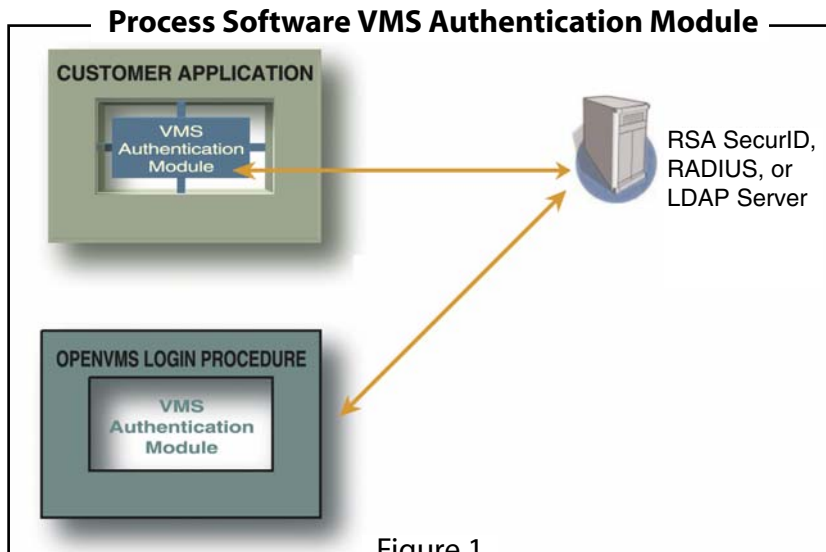 Process Software VMS Authentication Module
CUSTOMER APPLICATION
VMS
Authentication
Module
RSA SecurID,
RADIUS, or
LDAP Server
OPENVMS LOGIN PROCEDURE
VMS
Authentication
Module
Figure 1